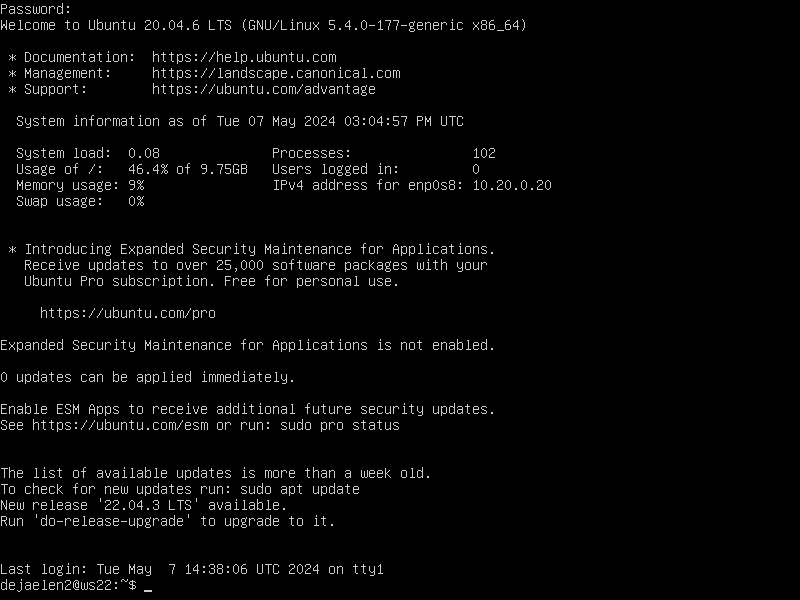 Password:
Welcome to Ubuntu 20.04.6 LTS (GNU/Linux 5.4.0-177-generic x86_64)
* Documentation:  https://help.ubuntu.com
* Management:     https://landscape.canonical.com
* Support:        https://ubuntu.com/advantage
System information as of Tue 07 May 2024 03:04:57 PM UTC
System load:  0.08              Processes:               102
Usage of /:   46.4% of 9.75GB   Users logged in:         0
Memory usage: 9%                IPv4 address for enp0s8: 10.20.0.20
Swap usage:   0%
* Introducing Expanded Security Maintenance for Applications.
Receive updates to over 25,000 software packages with your
Ubuntu Pro subscription. Free for personal use.
https://ubuntu.com/pro
Expanded Security Maintenance for Applications is not enabled.
0 updates can be applied immediately.
Enable ESM Apps to receive additional future security updates.
See https://ubuntu.com/esm or run: sudo pro status
The list of available updates is more than a week old.
To check for new updates run: sudo apt update
New release '22.04.3 LTS' available.
Run 'do-release-upgrade' to upgrade to it.
Last login: Tue May  7 14:38:06 UTC 2024 on tty1
dejaelen2@ws22:~$ _